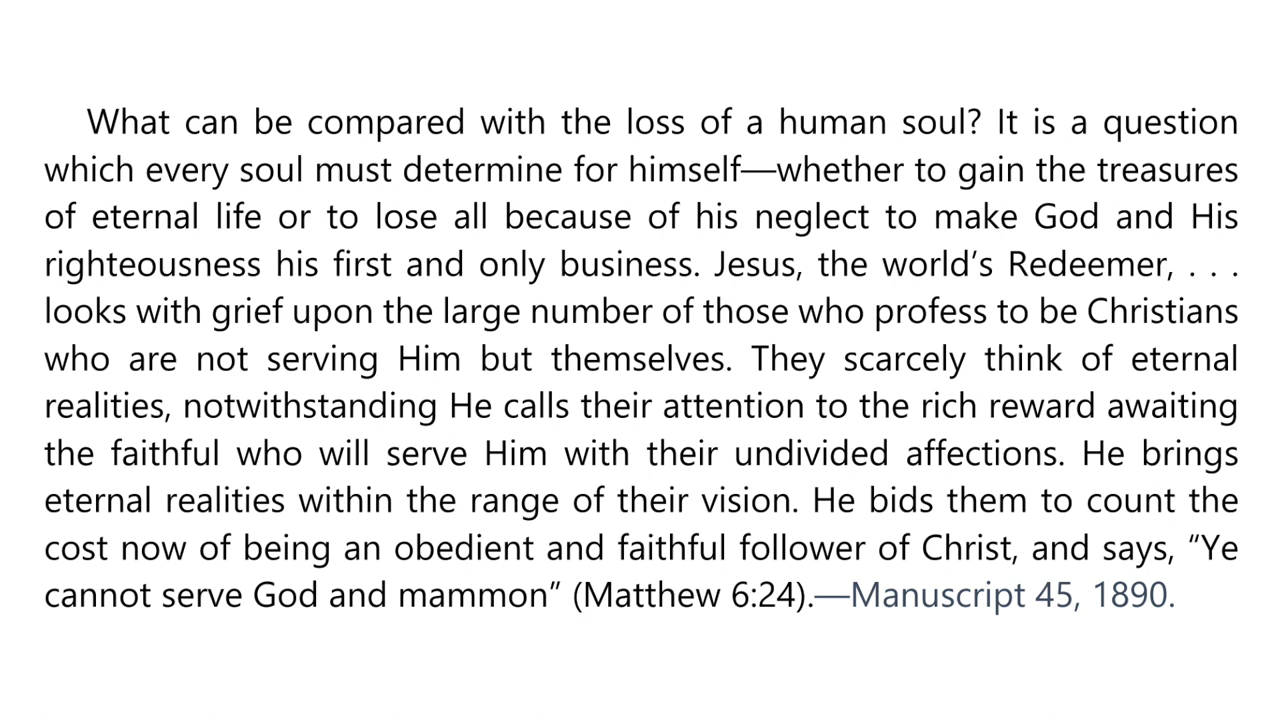 What can be compared with the loss of a human soul? It is a question
which every soul must determine for himself—whether to gain the treasures
of eternal life or to lose all because of his neglect to make God and His
righteousness his first and only business. Jesus, the world’s Redeemer, . . .
looks with grief upon the large number of those who profess to be Christians
who are not serving Him but themselves. They scarcely think of eternal
realities, notwithstanding He calls their attention to the rich reward awaiting
the faithful who will serve Him with their undivided affections. He brings
eternal realities within the range of their vision. He bids them to count the
cost now of being an obedient and faithful follower of Christ, and says, “Ye
cannot serve God and mammon” (Matthew 6:24).—Manuscript 45, 1890.